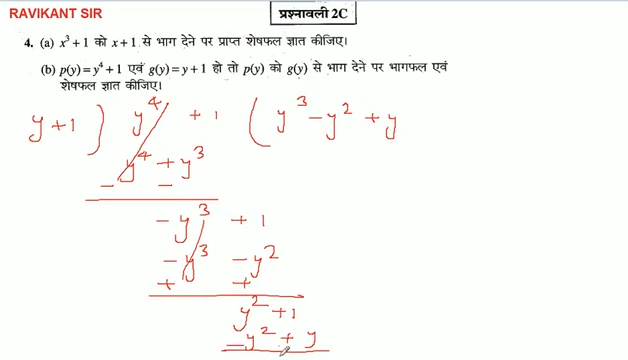 RAVIKANT SIR
प्रश्नावली 2C
4. (a) x³ + 1 को x + 1 से भाग देने पर प्राप्त शेषफल ज्ञात कीजिए।
(b) p(y) = y⁴ + 1 एवं g(y) = y + 1 हो तो p(y) को g(y) से भाग देने पर भागफल एवं
शेषफल ज्ञात कीजिए।
y + 1 ) y⁴ + 1 ( y³ − y² + y
y⁴ + y³
− −
− y³ + 1
− y³ − y²
+ +
y² + 1
− y² + y